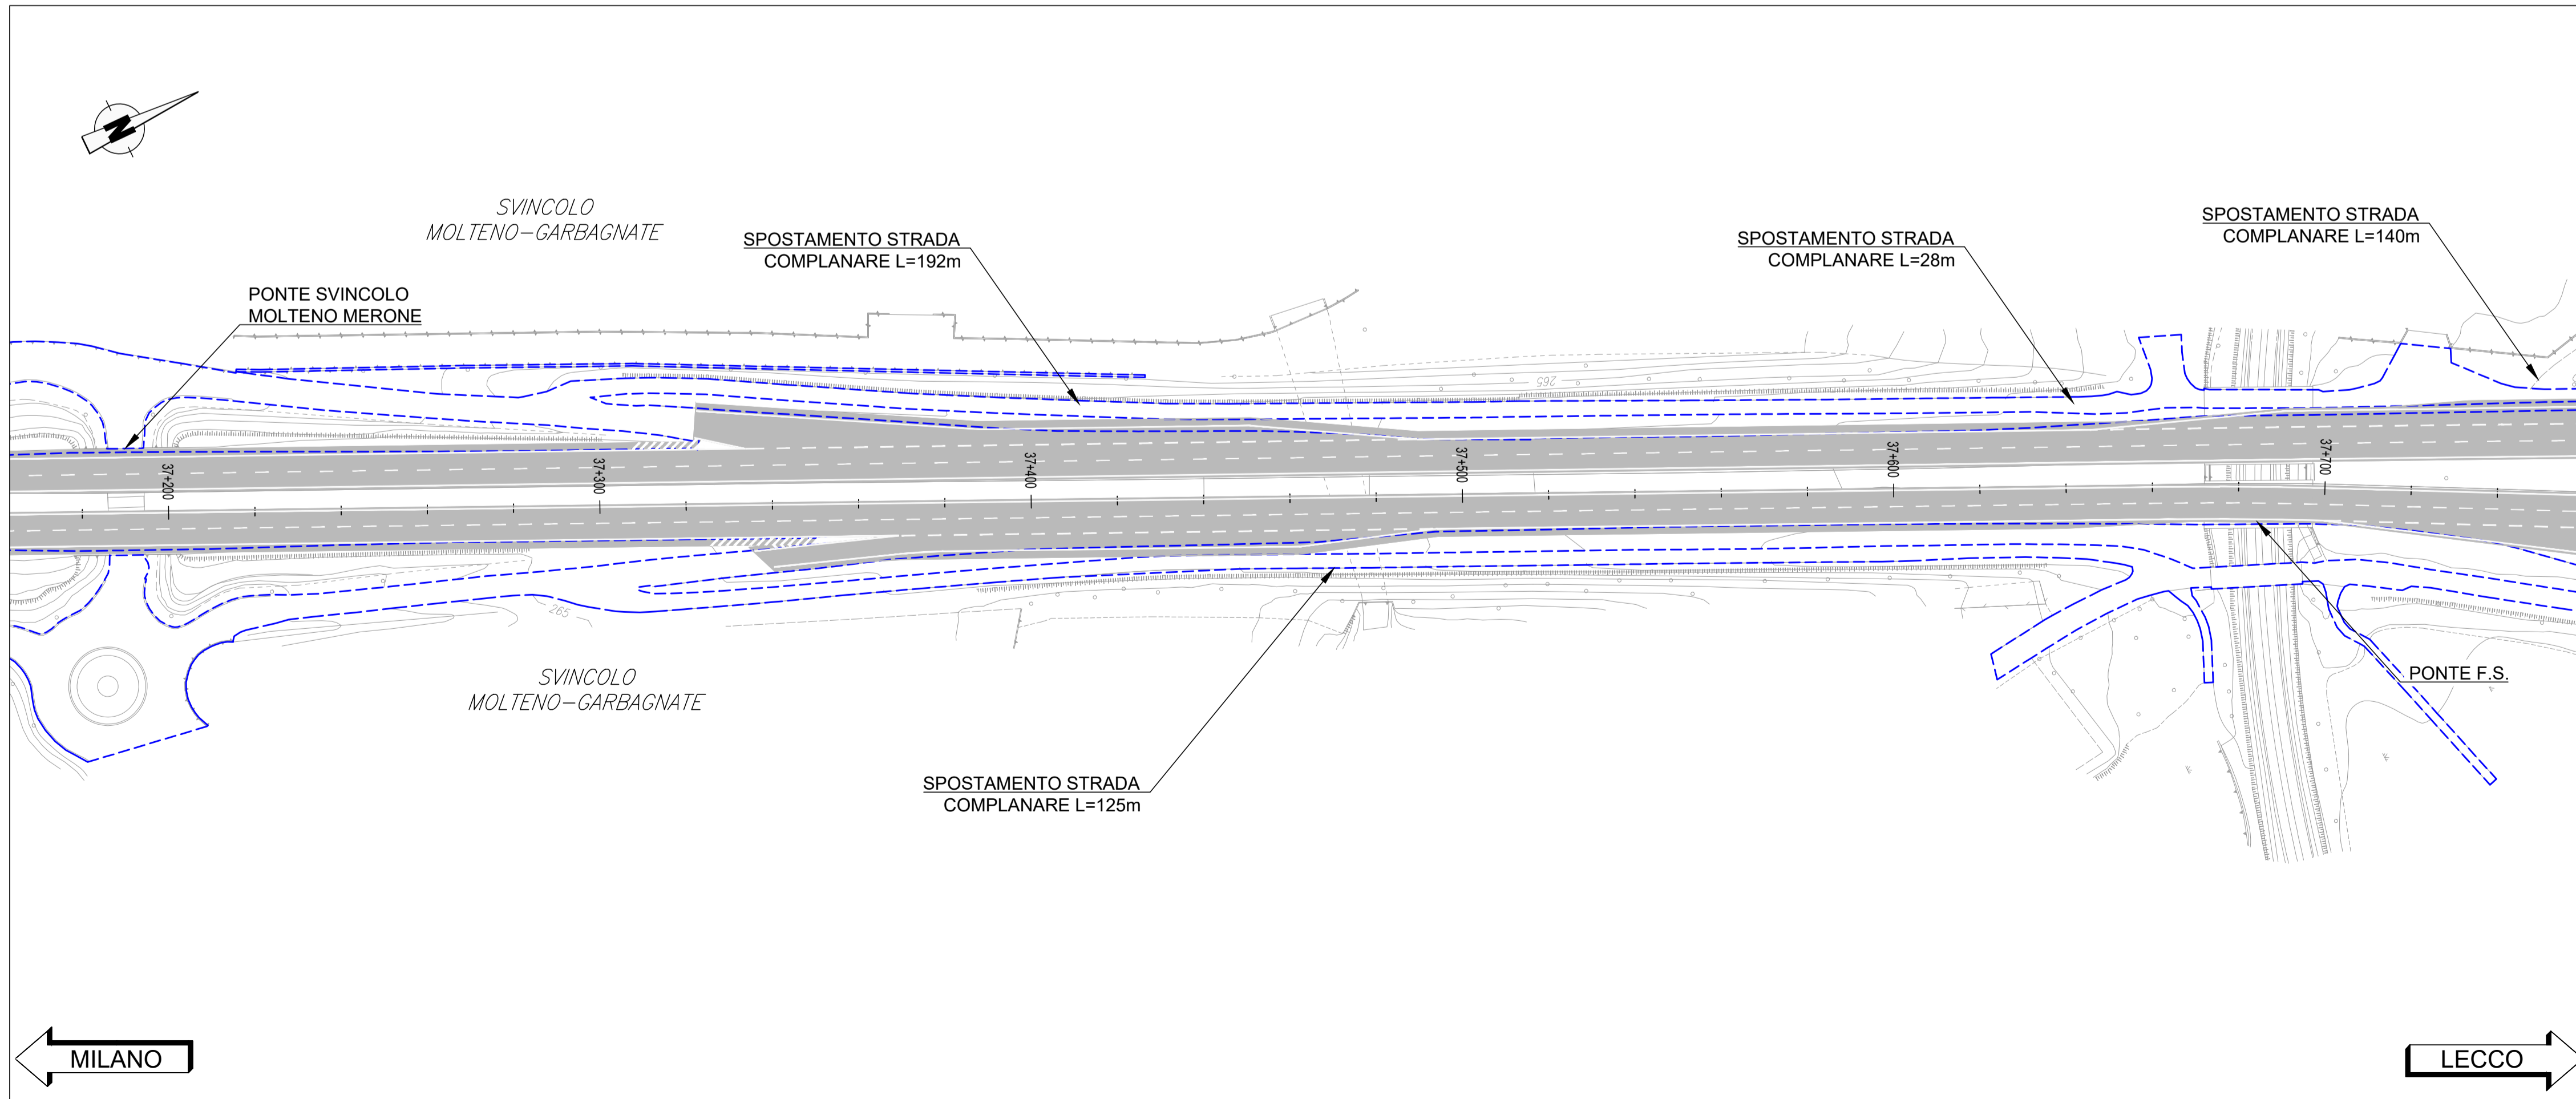 N
SVINCOLO
MOLTENO-GARBAGNATE
SPOSTAMENTO STRADA
COMPLANARE L=192m
SPOSTAMENTO STRADA
COMPLANARE L=28m
SPOSTAMENTO STRADA
COMPLANARE L=140m
PONTE SVINCOLO
MOLTENO MERONE
265
37+200
37+300
37+400
37+500
37+600
37+700
265
SVINCOLO
MOLTENO-GARBAGNATE
PONTE F.S.
SPOSTAMENTO STRADA
COMPLANARE L=125m
MILANO
LECCO